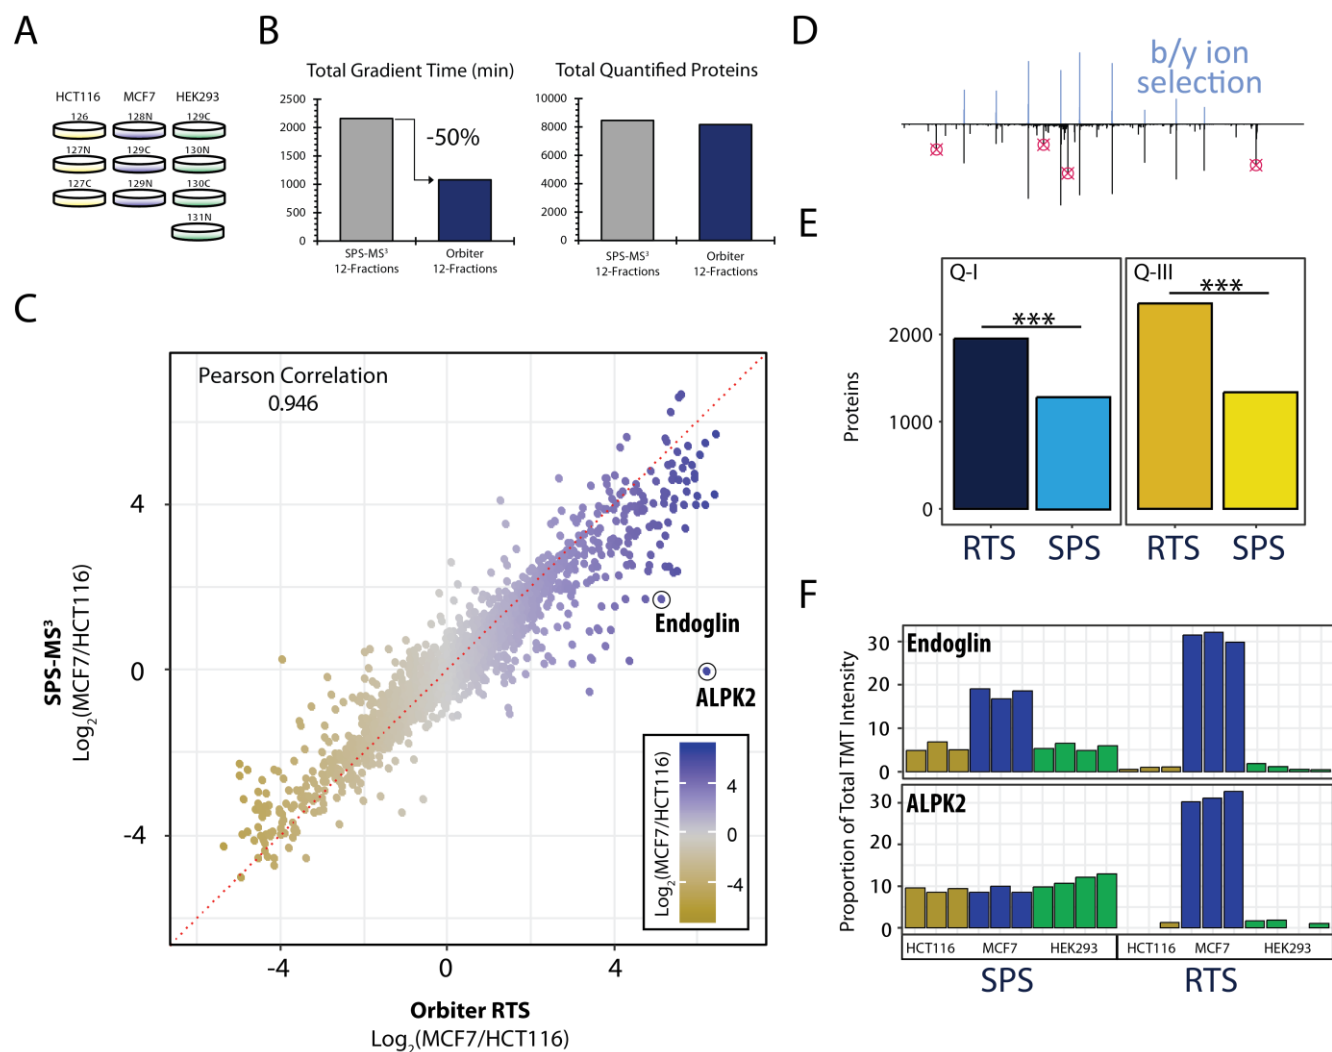 A
HCT116 MCF7 HEK293
126 128N 129C
127N 129C 130N
127C 129N 130C
131N
B
Total Gradient Time (min)
2500
2000
1500
1000
500
0
-50%
SPS-MS³ Orbiter
12-Fractions 12-Fractions
Total Quantified Proteins
10000
8000
6000
4000
2000
0
SPS-MS³ Orbiter
12-Fractions 12-Fractions
C
Pearson Correlation
0.946
SPS-MS³
Log₂(MCF7/HCT116)
4
0
-4
Endoglin
ALPK2
Log₂(MCF7/HCT116)
4
0
-4
-4 0 4
Orbiter RTS
Log₂(MCF7/HCT116)
D
b/y ion
selection
E
Q-I Q-III
*** ***
Proteins
2000
1000
0
RTS SPS RTS SPS
F
Proportion of Total TMT Intensity
Endoglin
30
20
10
0
ALPK2
30
20
10
0
HCT116 MCF7 HEK293 HCT116 MCF7 HEK293
SPS RTS